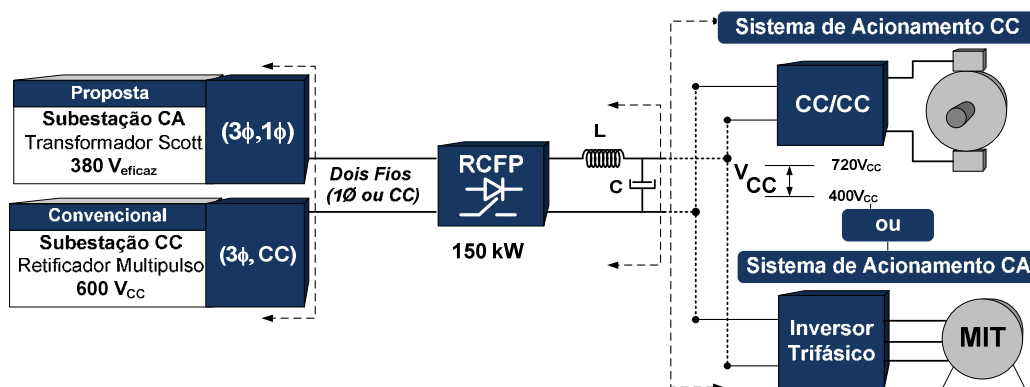 Sistema de Acionamento CC
Proposta
Subestação CA
Transformador Scott
380 Veficaz
(3ϕ,1ϕ)
Convencional
Subestação CC
Retificador Multipulso
600 VCC
(3ϕ, CC)
Dois Fios
(1Ø ou CC)
RCFP
150 kW
L
C
CC/CC
VCC
720VCC
400VCC
ou
Sistema de Acionamento CA
Inversor
Trifásico
MIT